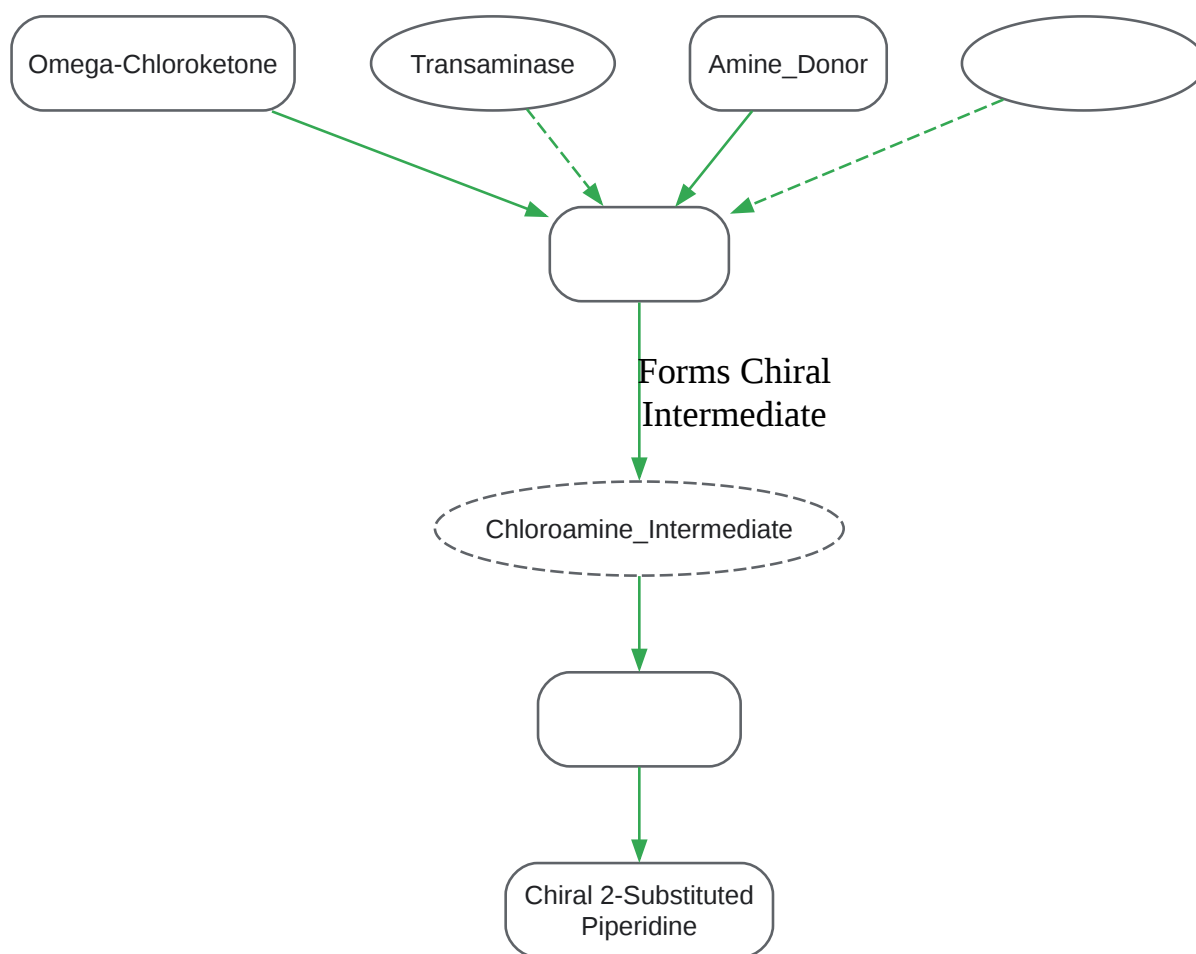 Omega-Chloroketone
Transaminase
Amine_Donor
Forms Chiral
Intermediate
Chloroamine_Intermediate
Chiral 2-Substituted
Piperidine